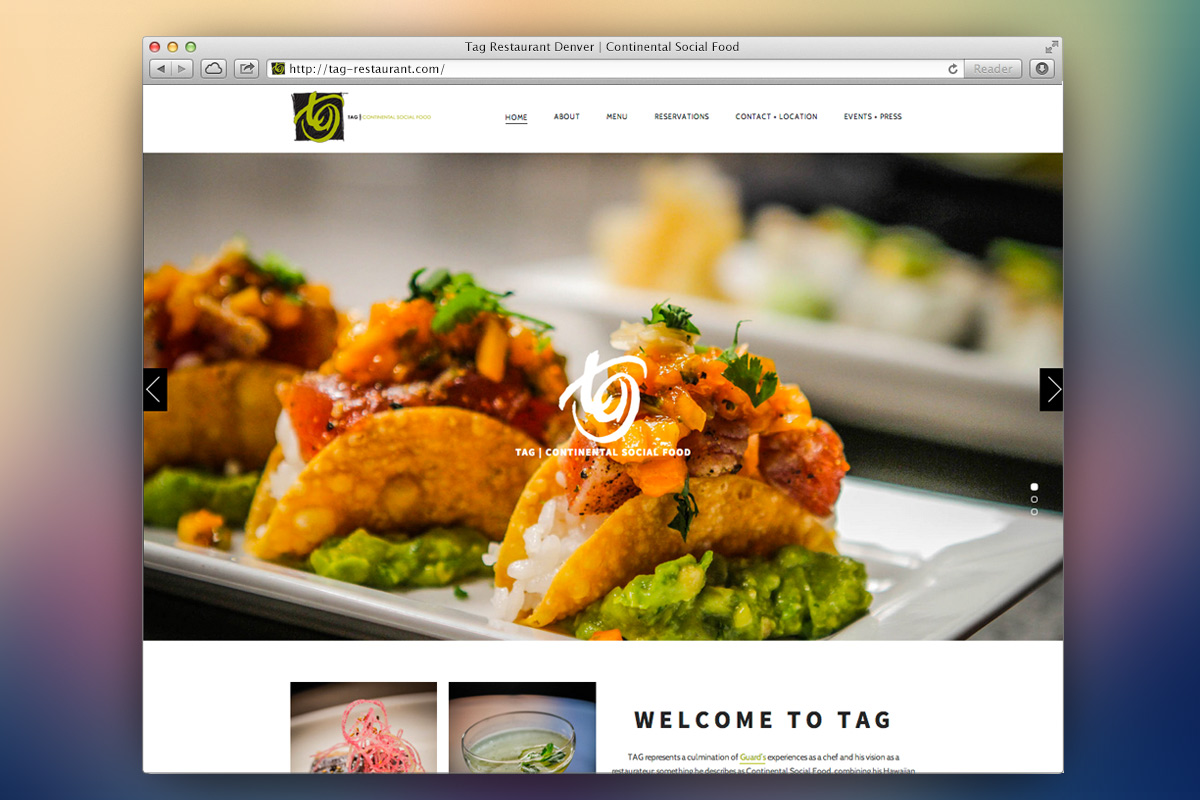 Tag Restaurant Denver | Continental Social Food
http://tag-restaurant.com/
Reader
TAG | CONTINENTAL SOCIAL FOOD
HOME
ABOUT
MENU
RESERVATIONS
CONTACT • LOCATION
EVENTS • PRESS
tag
TAG | CONTINENTAL SOCIAL FOOD
WELCOME TO TAG
TAG represents a culmination of Guard's experiences as a chef and his vision as a
restaurateur; something he describes as Continental Social Food, combining his Hawaiian